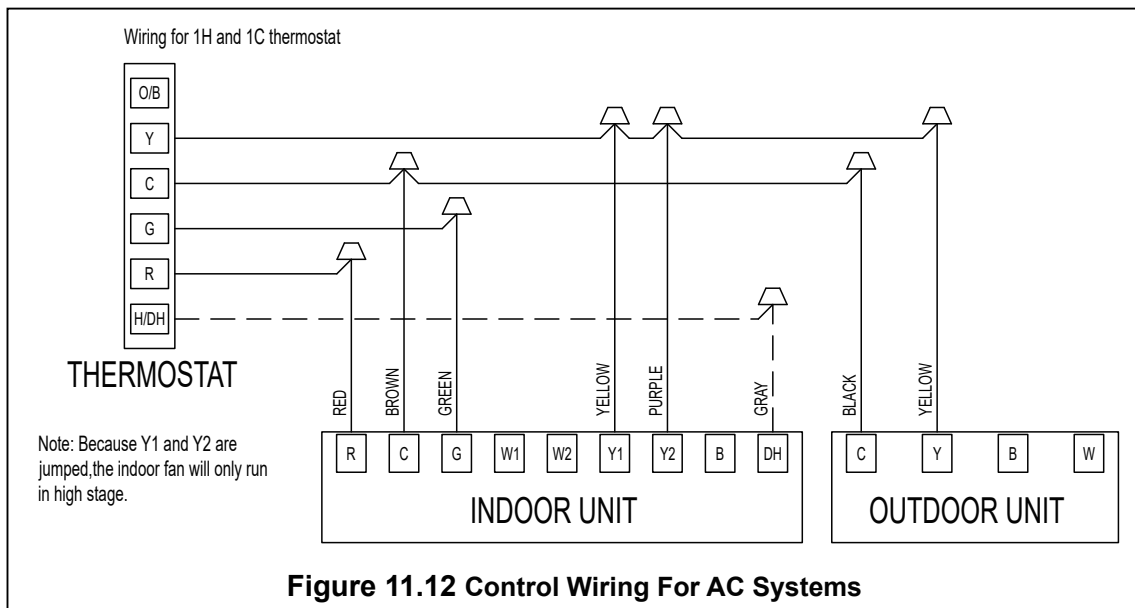 Wiring for 1H and 1C thermostat
O/B
Y
C
G
R
H/DH
THERMOSTAT
Note: Because Y1 and Y2 are
jumped,the indoor fan will only run
in high stage.
RED
BROWN
GREEN
YELLOW
PURPLE
GRAY
BLACK
YELLOW
R C G W1 W2 Y1 Y2 B DH
INDOOR UNIT
C Y B W
OUTDOOR UNIT
Figure 11.12 Control Wiring For AC Systems